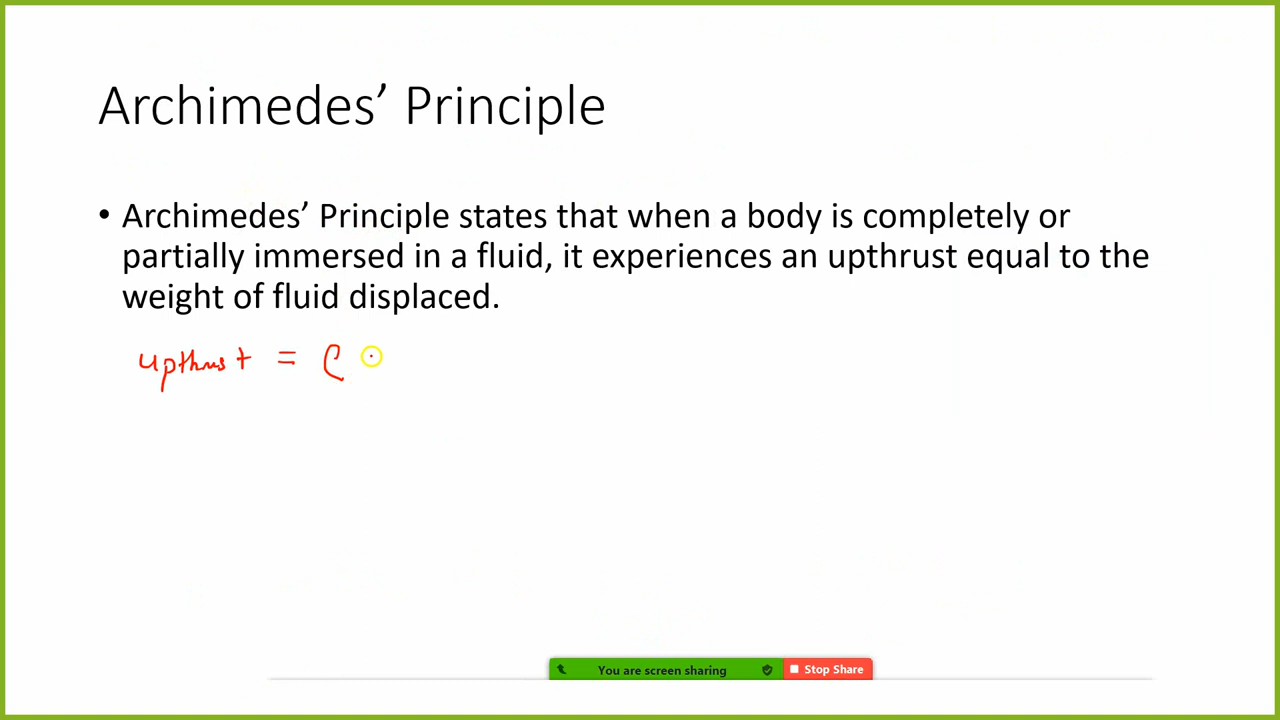 Archimedes’ Principle
• Archimedes’ Principle states that when a body is completely or
partially immersed in a fluid, it experiences an upthrust equal to the
weight of fluid displaced.
upthrust = ρ
You are screen sharing
Stop Share